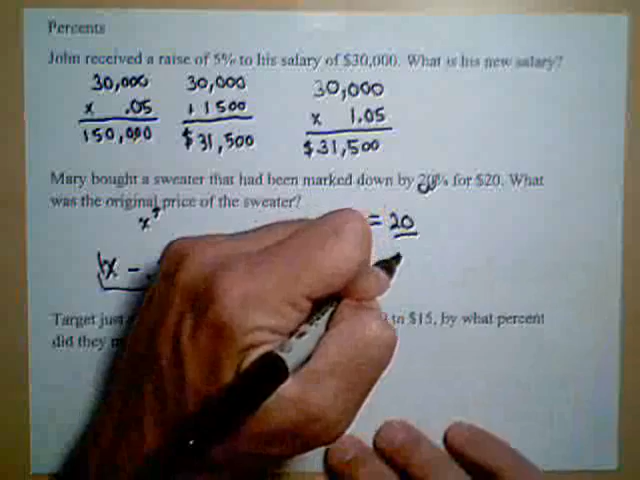 Percents
John received a raise of 5% to his salary of $30,000. What is his new salary?
30,000 30,000 30,000
x .05 + 1500 x 1.05
150,000 $31,500 $31,500
Mary bought a sweater that had been marked down by 20% for $20. What
was the original price of the sweater?
x
1x - = 20
Target just to $15, by what percent
did they